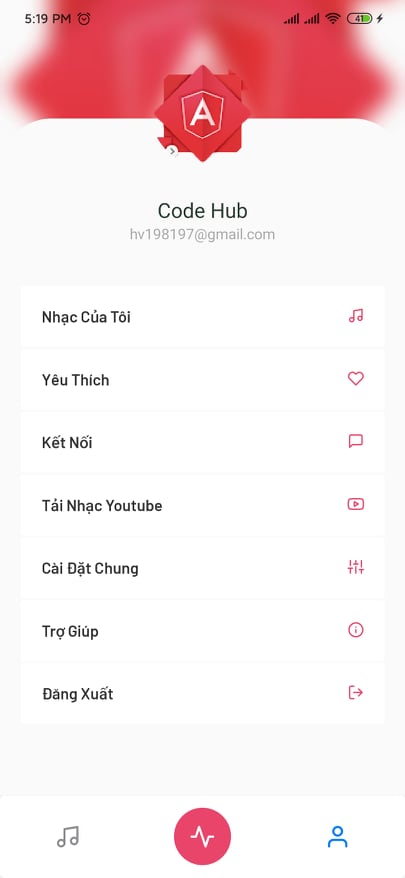 5:19 PM
41
A
Code Hub
hv198197@gmail.com
Nhạc Của Tôi
Yêu Thích
Kết Nối
Tải Nhạc Youtube
Cài Đặt Chung
Trợ Giúp
Đăng Xuất